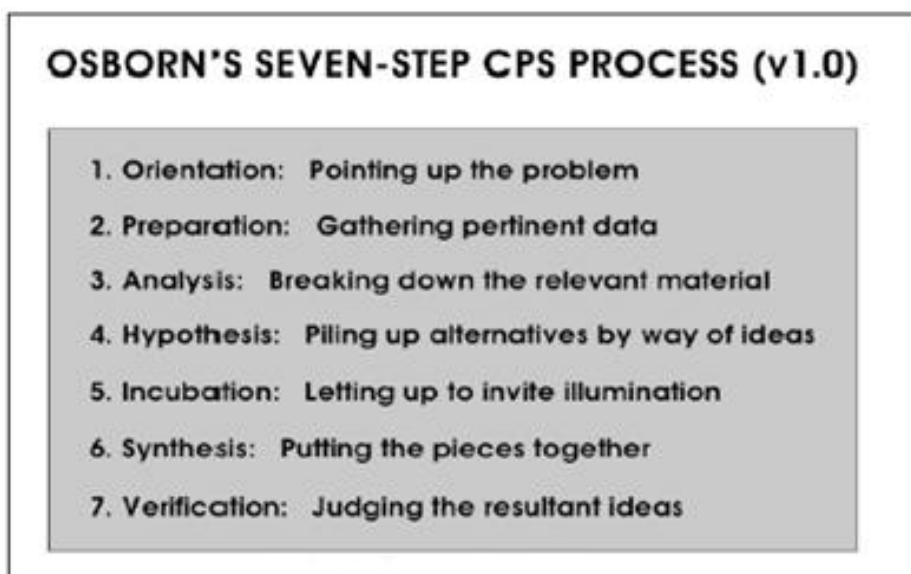 OSBORN'S SEVEN-STEP CPS PROCESS (v1.0)
1. Orientation: Pointing up the problem
2. Preparation: Gathering pertinent data
3. Analysis: Breaking down the relevant material
4. Hypothesis: Piling up alternatives by way of ideas
5. Incubation: Letting up to invite illumination
6. Synthesis: Putting the pieces together
7. Verification: Judging the resultant ideas